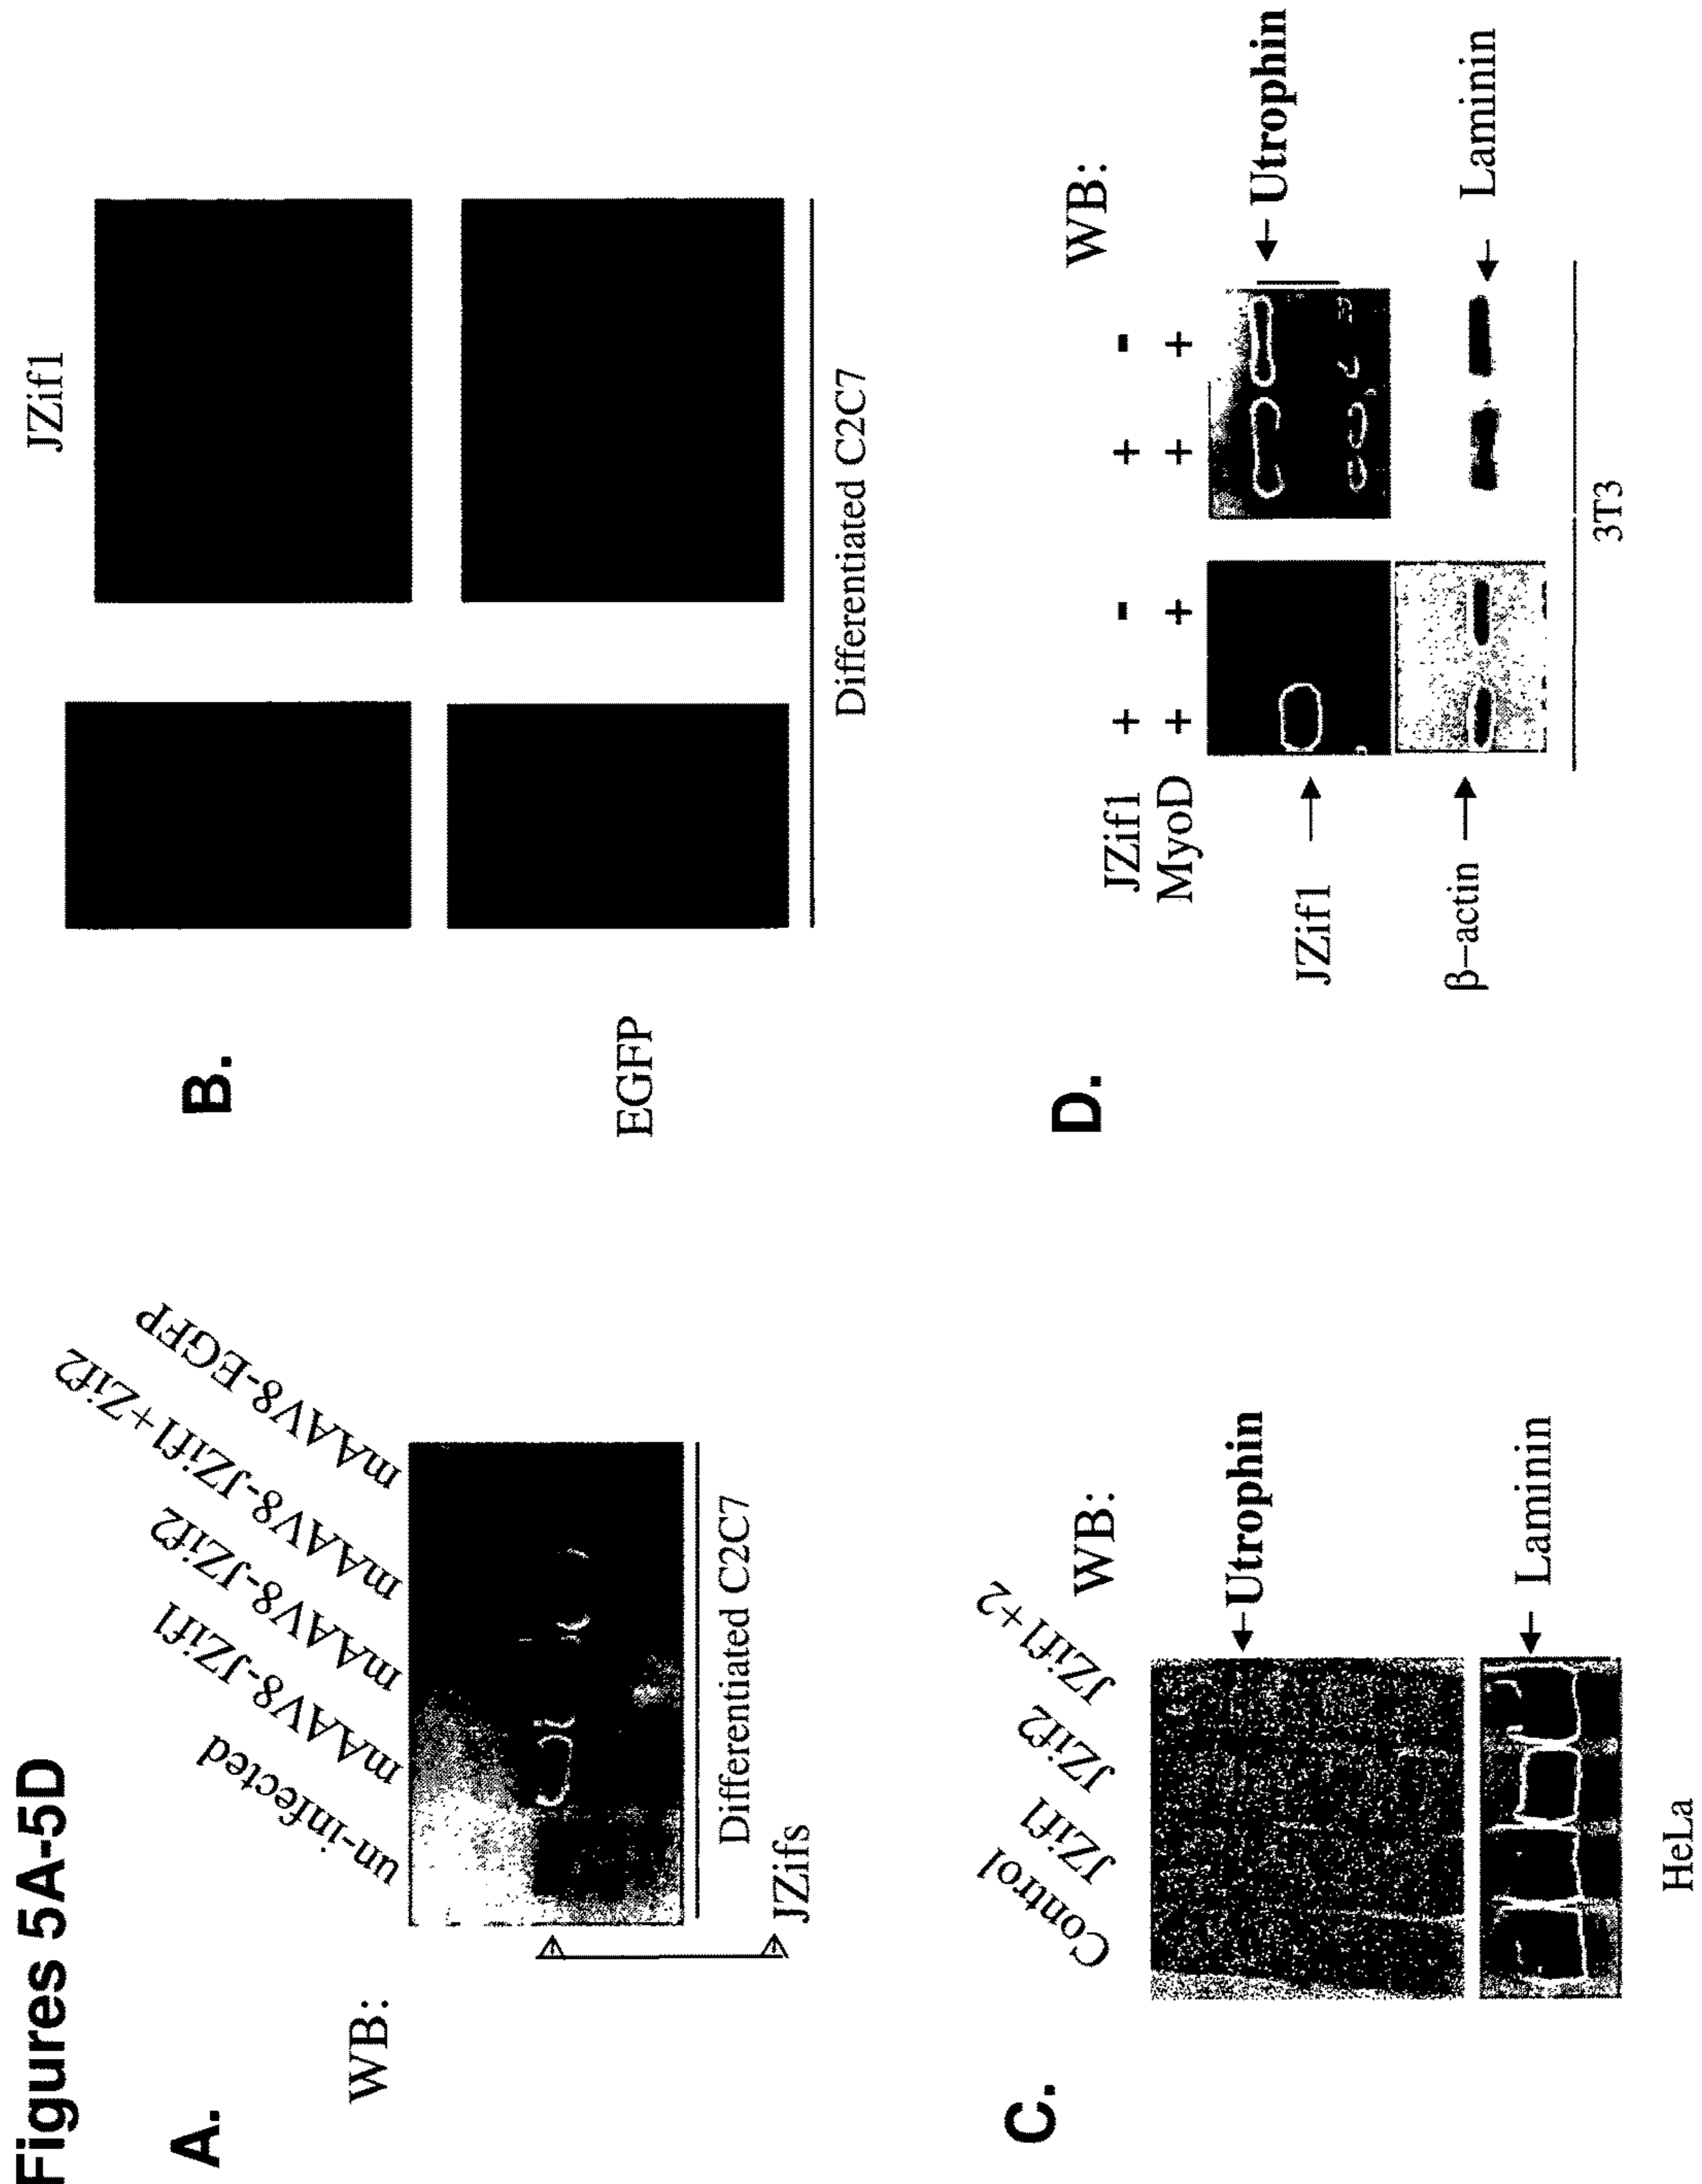 Figures 5A-5D
A.
WB:
un-infected
mAAV8-JZif1
mAAV8-JZif2
mAAV8-JZif1+Zif2
mAAV8-EGFP
Differentiated C2C7
JZifs
B.
JZif1
EGFP
Differentiated C2C7
C.
Control
JZif1
JZif2
JZif1+2
WB:
Utrophin
Laminin
HeLa
D.
JZif1 + - + -
MyoD + + + +
WB:
JZif1
Utrophin
β-actin
Laminin
3T3